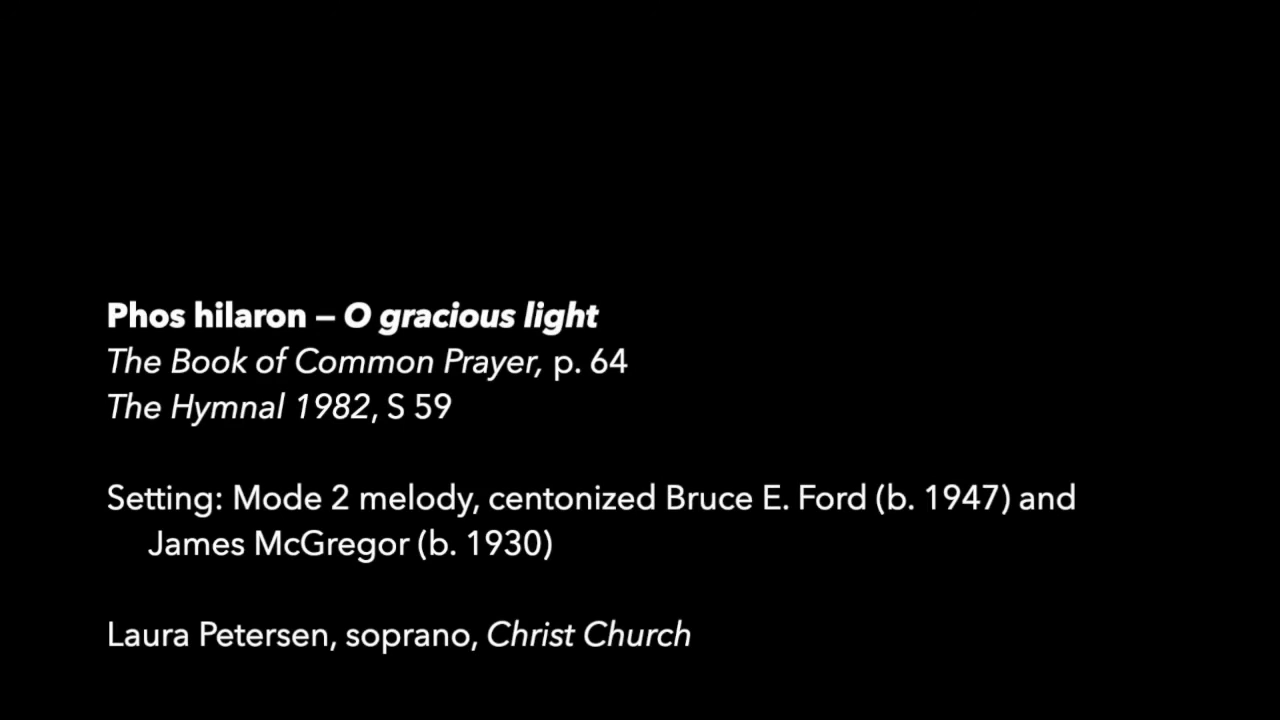 Phos hilaron – O gracious light
The Book of Common Prayer, p. 64
The Hymnal 1982, S 59
Setting: Mode 2 melody, centonized Bruce E. Ford (b. 1947) and
James McGregor (b. 1930)
Laura Petersen, soprano, Christ Church